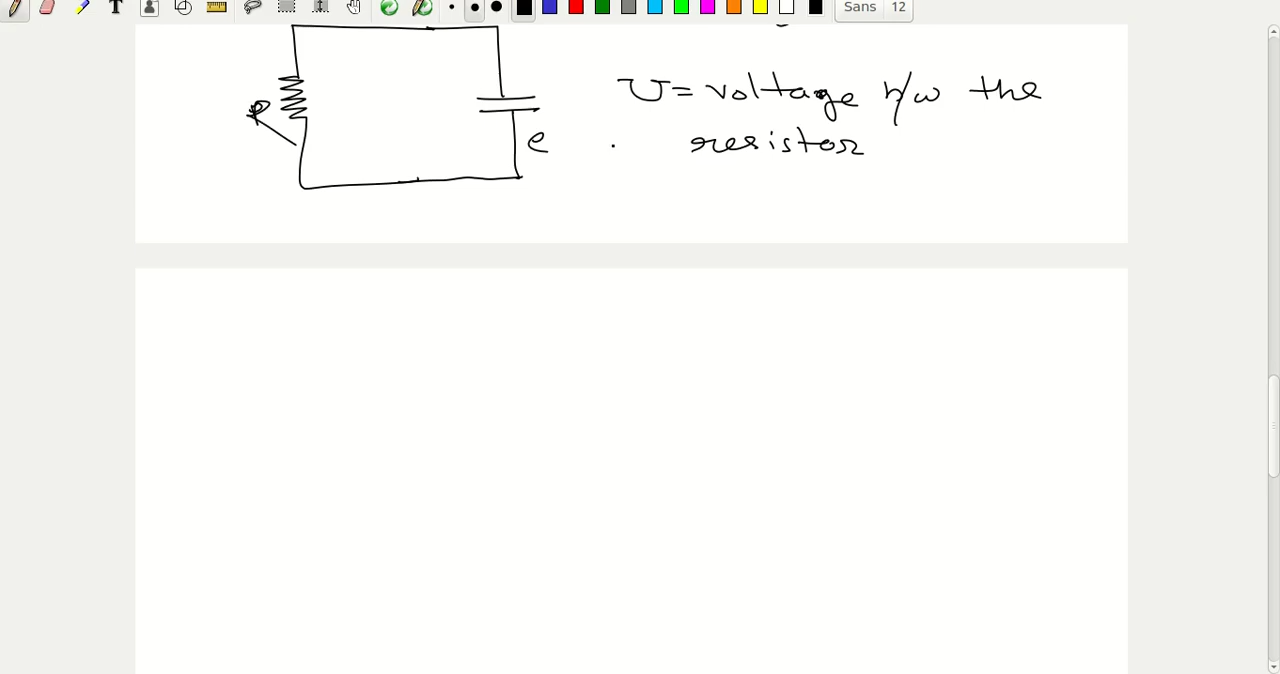 T
Sans 12
U = voltage b/w the
R
e
resistor